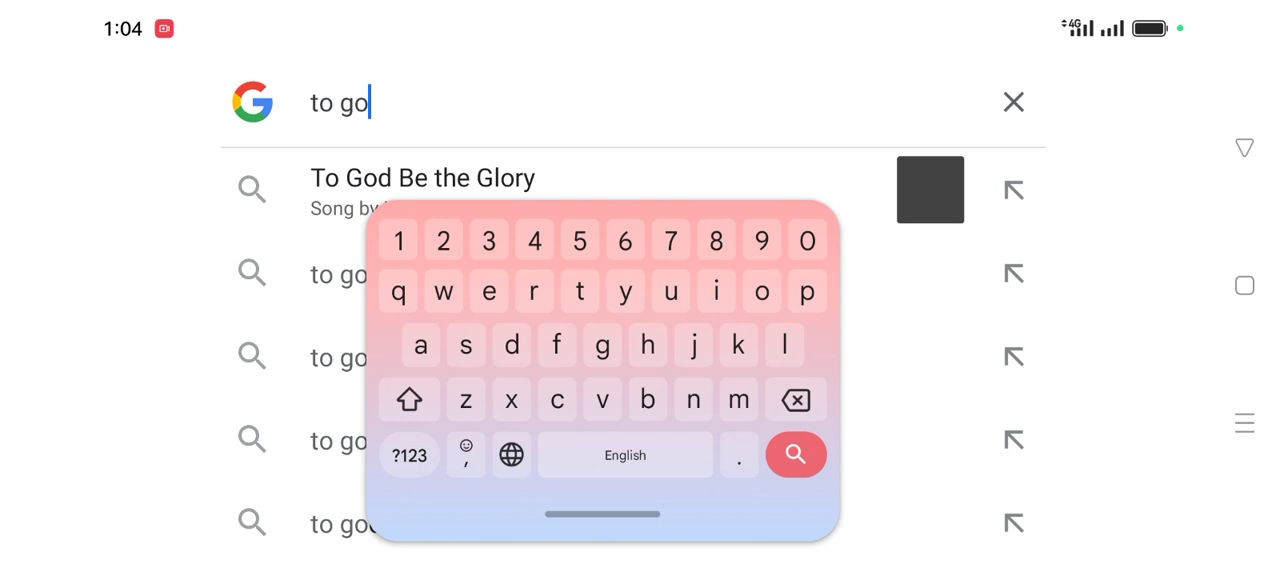 1:04
4G
to go
To God Be the Glory
Song by
to go
1 2 3 4 5 6 7 8 9 0
q w e r t y u i o p
to go
a s d f g h j k l
z x c v b n m
to go
?123 , English .
to go